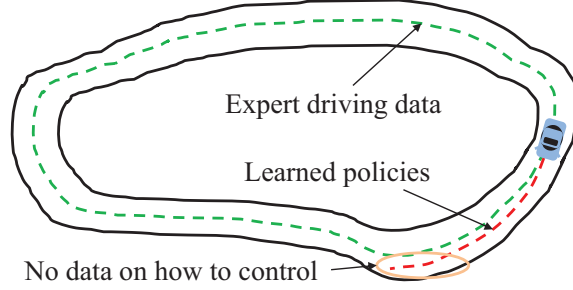 Expert driving data
Learned policies
No data on how to control